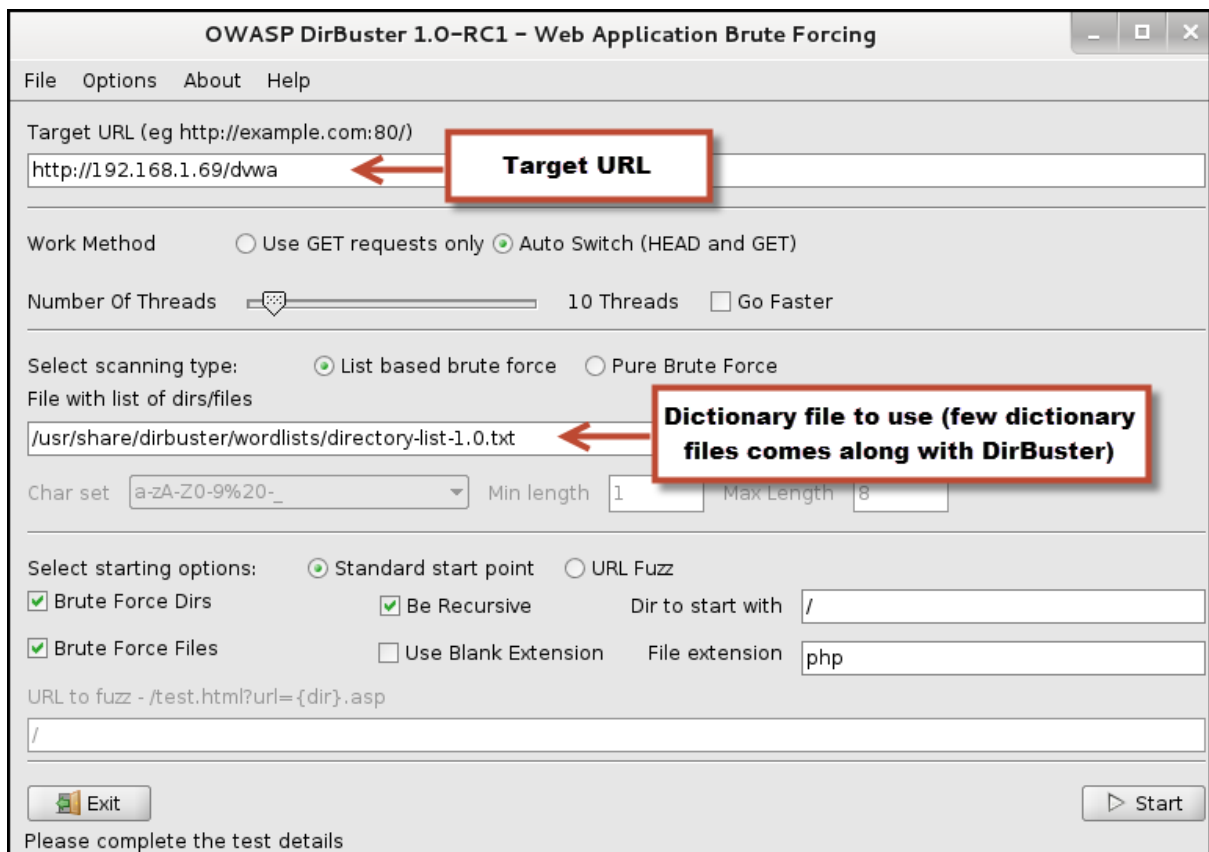 OWASP DirBuster 1.0-RC1 – Web Application Brute Forcing
File Options About Help
Target URL (eg http://example.com:80/)
http://192.168.1.69/dvwa
Target URL
Work Method Use GET requests only Auto Switch (HEAD and GET)
Number Of Threads 10 Threads Go Faster
Select scanning type: List based brute force Pure Brute Force
File with list of dirs/files
/usr/share/dirbuster/wordlists/directory-list-1.0.txt
Dictionary file to use (few dictionary
files comes along with DirBuster)
Char set a-zA-Z0-9%20-_ Min length 1 Max Length 8
Select starting options: Standard start point URL Fuzz
Brute Force Dirs Be Recursive Dir to start with /
Brute Force Files Use Blank Extension File extension php
URL to fuzz - /test.html?url={dir}.asp
/
Exit Start
Please complete the test details